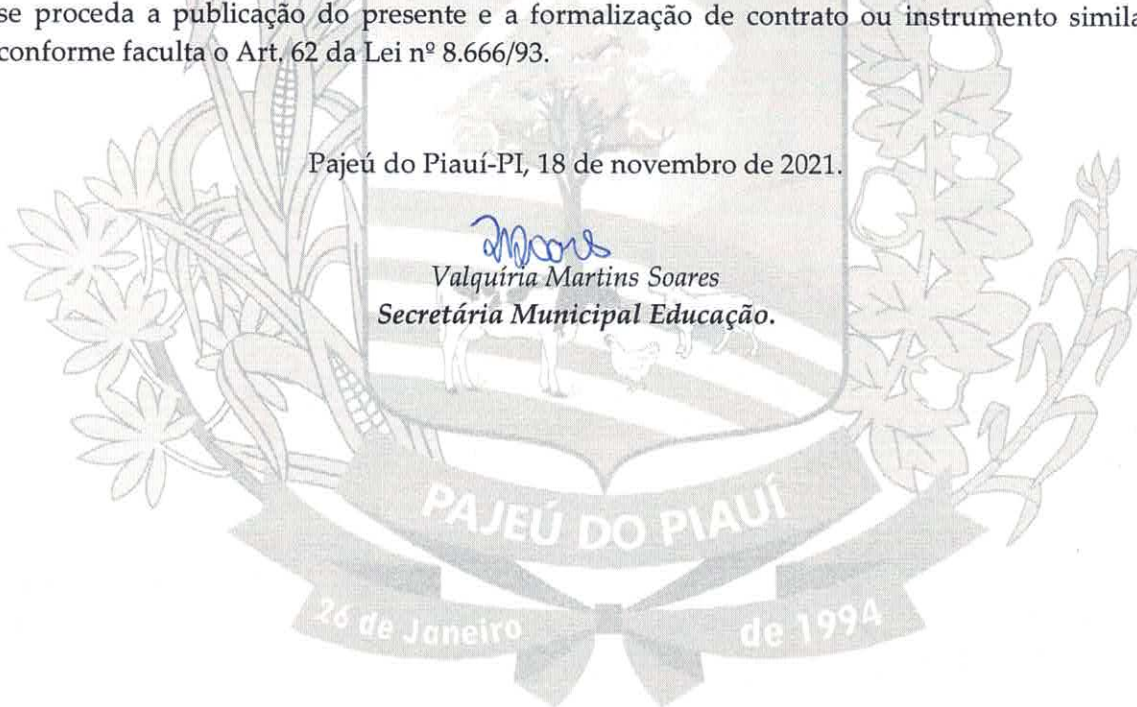 se proceda a publicação do presente e a formalização de contrato ou instrumento simila
conforme faculta o Art. 62 da Lei nº 8.666/93.
Pajeú do Piauí-PI, 18 de novembro de 2021.
Valquíria Martins Soares
Secretária Municipal Educação.
PAJEÚ DO PIAUÍ
26 de Janeiro de 1994